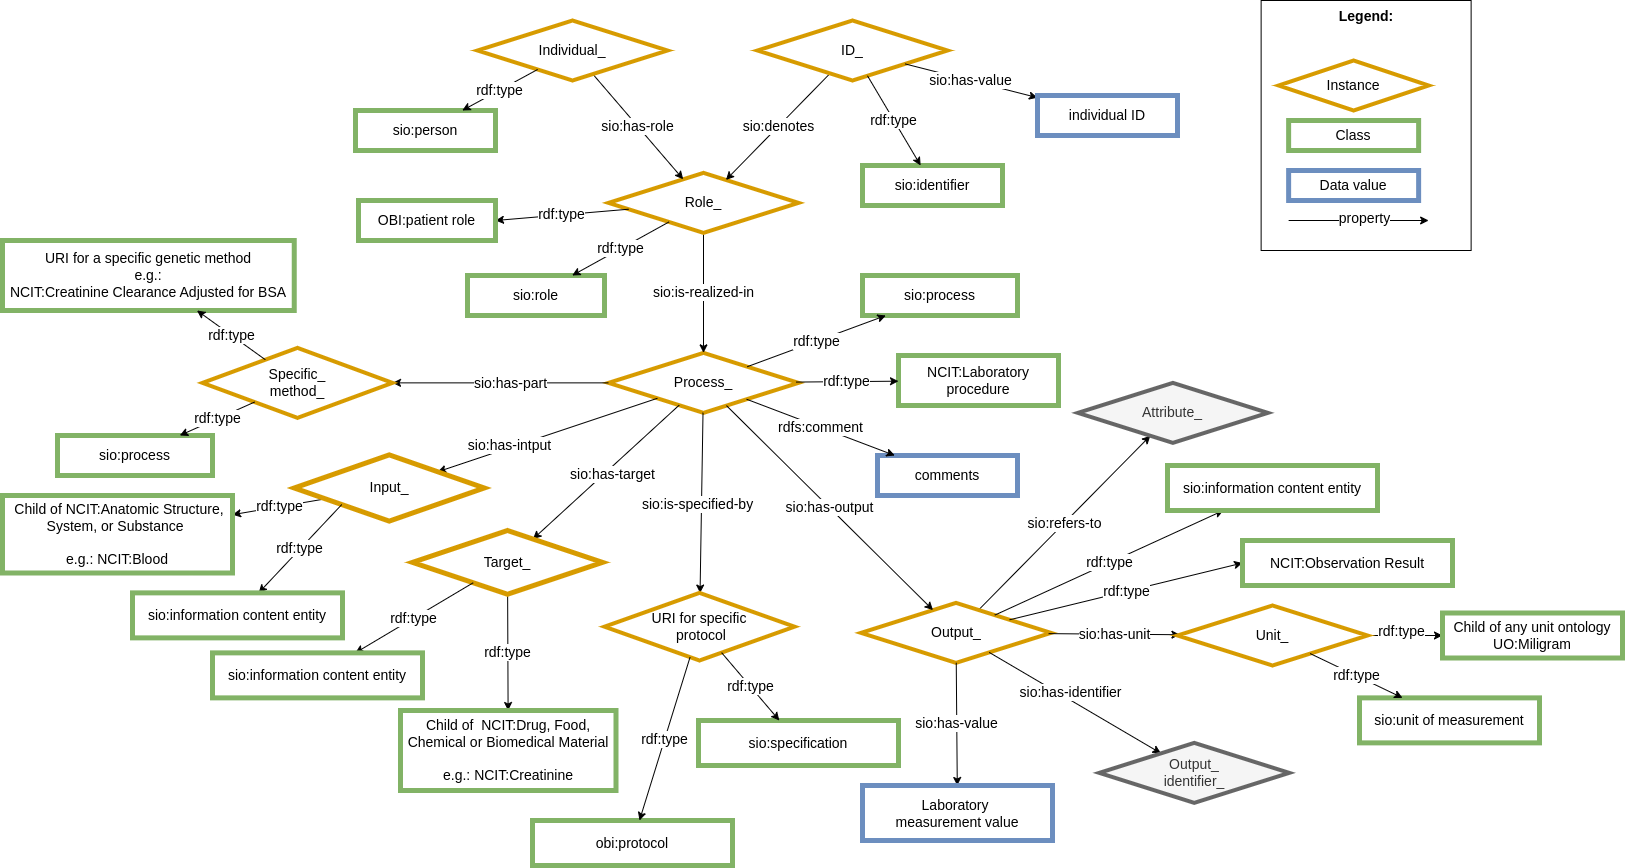 Legend:
Individual_
ID_
sio:has-value
rdf:type
Instance
individual ID
sio:person
sio:has-role
sio:denotes
rdf:type
Class
sio:identifier
Data value
Role_
OBI:patient role
rdf:type
property
rdf:type
URI for a specific genetic method
e.g.:
NCIT:Creatinine Clearance Adjusted for BSA
sio:role
sio:is-realized-in
sio:process
rdf:type
rdf:type
Specific_
method_
sio:has-part
Process_
rdf:type
NCIT:Laboratory
procedure
rdf:type
Attribute_
rdfs:comment
sio:process
sio:has-intput
comments
sio:has-target
Input_
sio:information content entity
rdf:type
Child of NCIT:Anatomic Structure,
System, or Substance
e.g.: NCIT:Blood
sio:is-specified-by
sio:has-output
sio:refers-to
rdf:type
Target_
rdf:type
NCIT:Observation Result
rdf:type
sio:information content entity
rdf:type
URI for specific
protocol
Output_
sio:has-unit
Unit_
rdf:type
Child of any unit ontology
UO:Miligram
rdf:type
sio:information content entity
rdf:type
rdf:type
sio:has-identifier
sio:unit of measurement
Child of  NCIT:Drug, Food,
Chemical or Biomedical Material
e.g.: NCIT:Creatinine
rdf:type
sio:specification
sio:has-value
Output_
identifier_
Laboratory
measurement value
obi:protocol